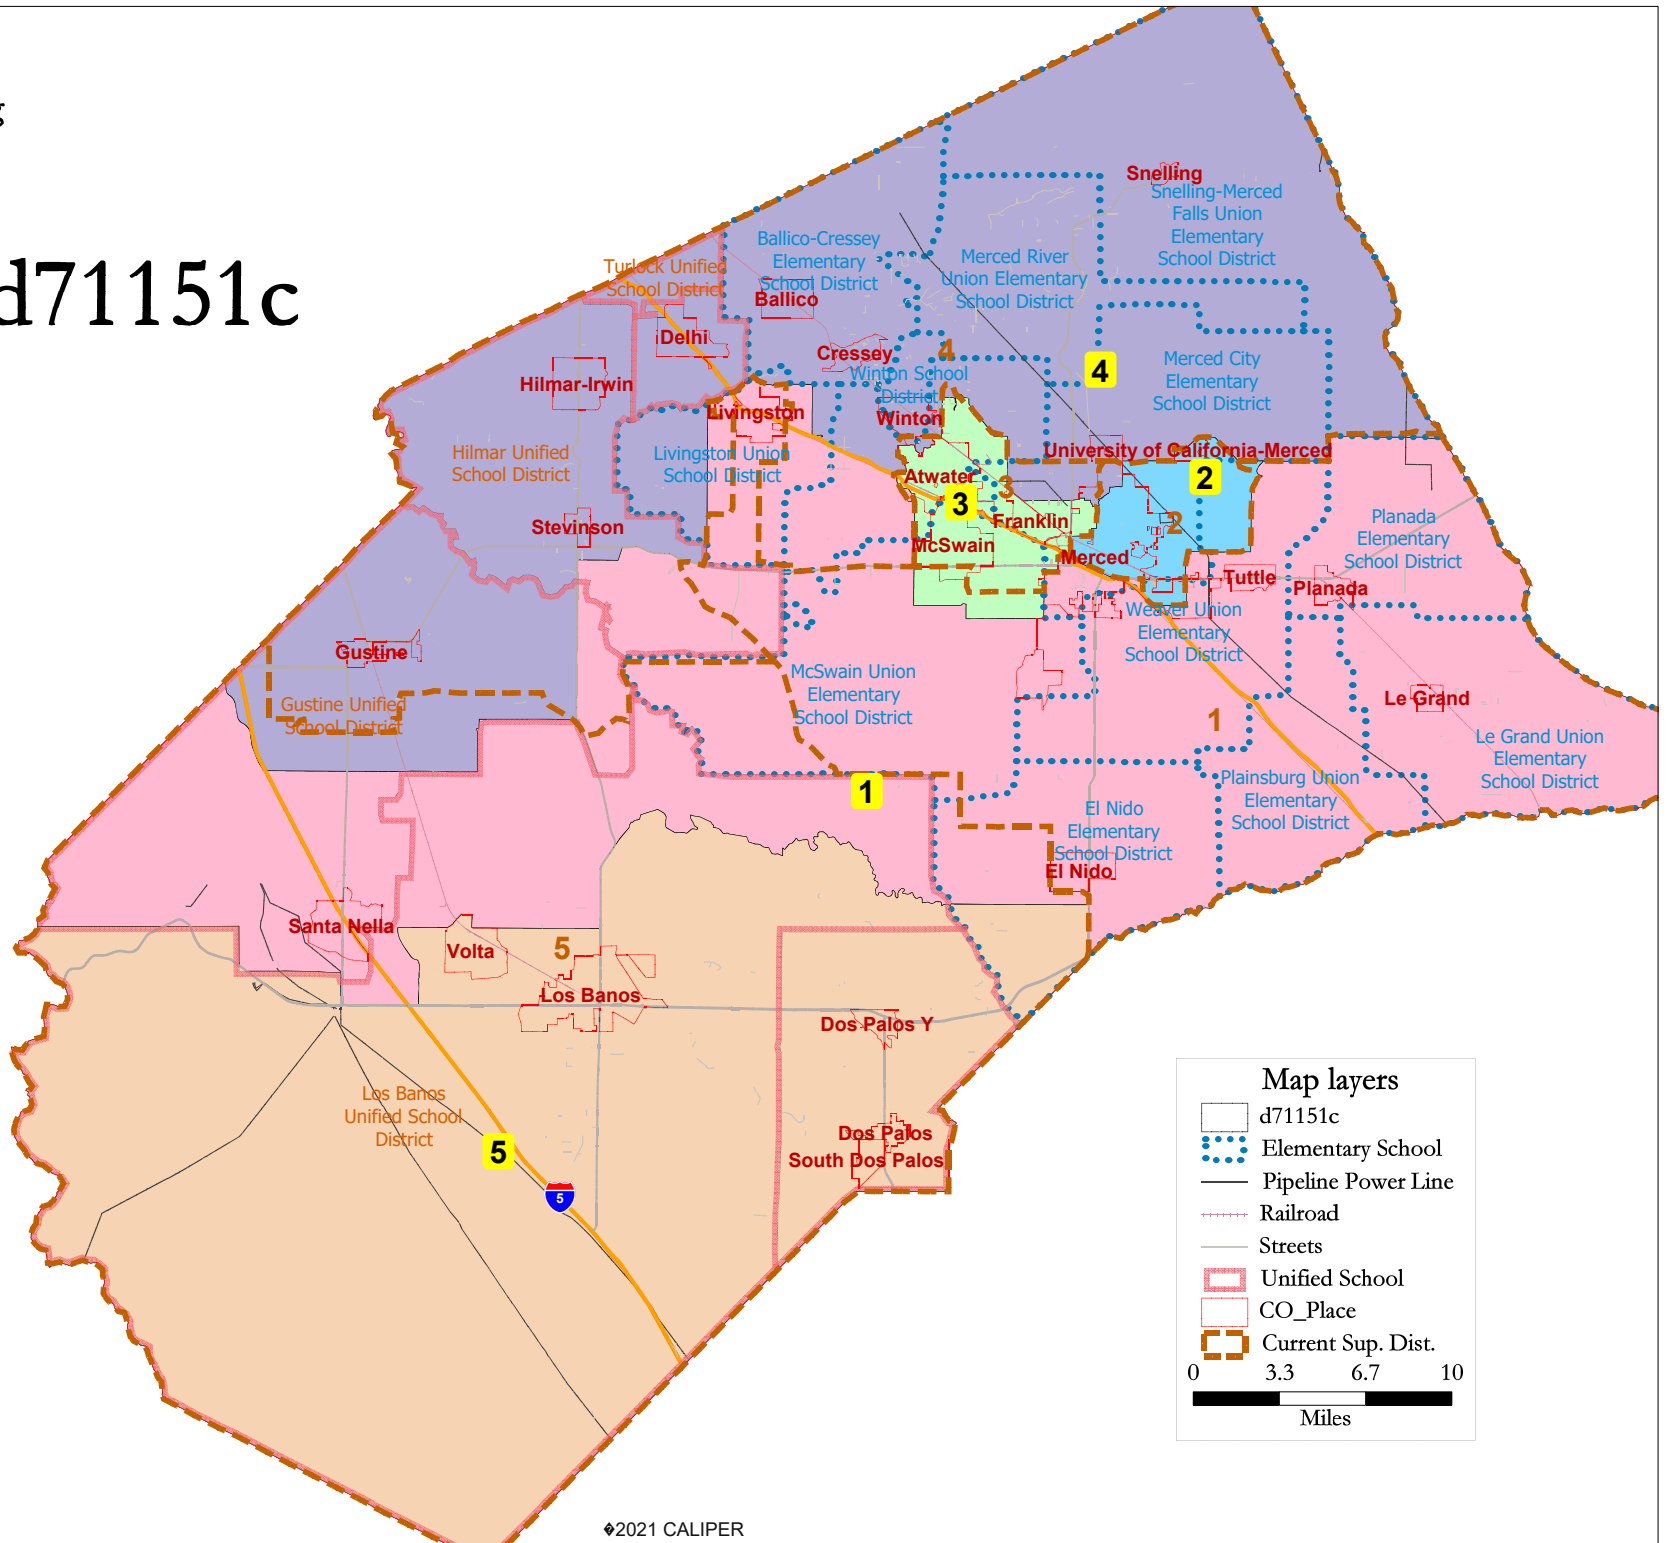 g
d71151c
Snelling
Snelling-Merced
Falls Union
Elementary
School District
Ballico-Cressey
Elementary
School District
Merced River
Union Elementary
School District
Turlock Unified
School District
Ballico
Delhi
Cressey
4
4
Winton School
District
Merced City
Elementary
School District
Hilmar-Irwin
Livingston
Winton
Hilmar Unified
School District
Livingston Union
School District
University of California-Merced
Atwater
3
3
2
2
Stevinson
Franklin
McSwain
Merced
Planada
Elementary
School District
Tuttle
Planada
Weaver Union
Elementary
School District
Gustine
Gustine Unified
School District
McSwain Union
Elementary
School District
Le Grand
1
Le Grand Union
Elementary
School District
1
Plainsburg Union
Elementary
School District
El Nido
Elementary
School District
El Nido
Santa Nella
Volta
5
Los Banos
Dos Palos Y
Los Banos
Unified School
District
5
Dos Palos
South Dos Palos
5
Map layers
d71151c
Elementary School
Pipeline Power Line
Railroad
Streets
Unified School
CO_Place
Current Sup. Dist.
0 3.3 6.7 10
Miles
�2021 CALIPER